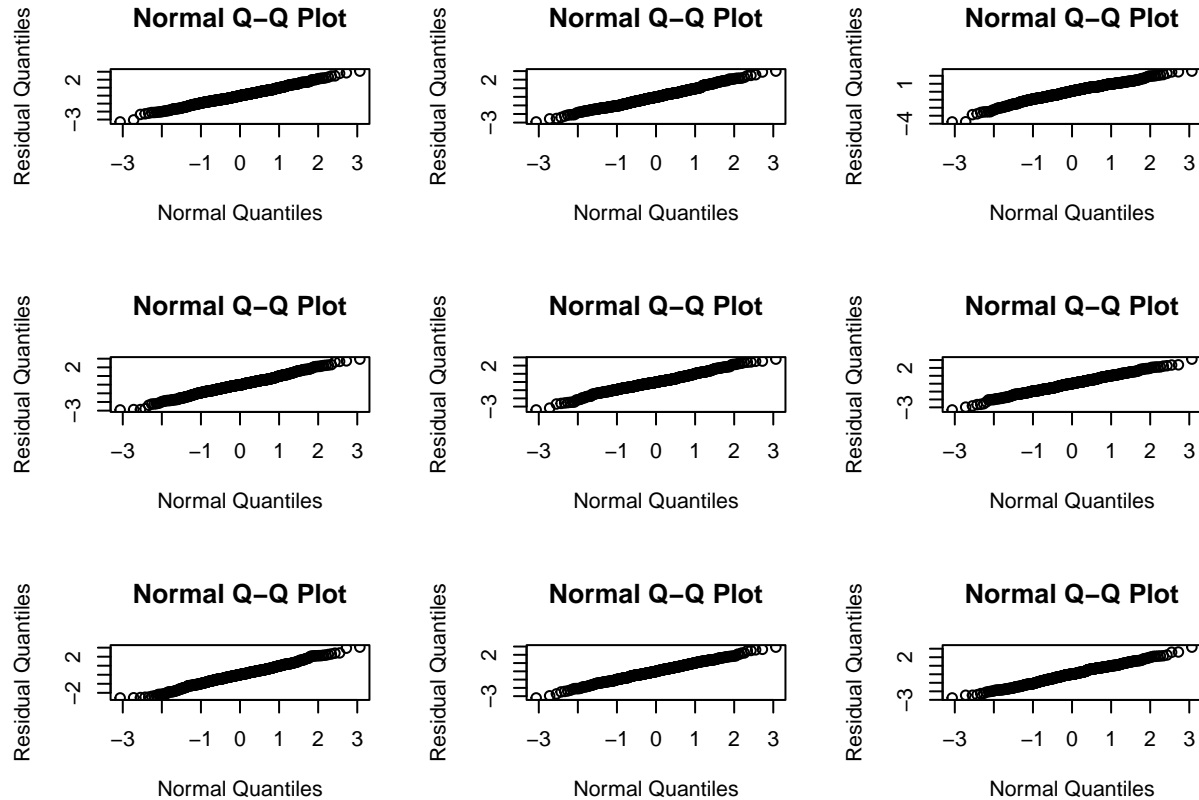 Normal Q−Q Plot
Residual Quantiles
2
−3
−3 −1 0 1 2 3
Normal Quantiles
Normal Q−Q Plot
Residual Quantiles
2
−3
−3 −1 0 1 2 3
Normal Quantiles
Normal Q−Q Plot
Residual Quantiles
1
−4
−3 −1 0 1 2 3
Normal Quantiles
Normal Q−Q Plot
Residual Quantiles
2
−3
−3 −1 0 1 2 3
Normal Quantiles
Normal Q−Q Plot
Residual Quantiles
2
−3
−3 −1 0 1 2 3
Normal Quantiles
Normal Q−Q Plot
Residual Quantiles
2
−3
−3 −1 0 1 2 3
Normal Quantiles
Normal Q−Q Plot
Residual Quantiles
2
−2
−3 −1 0 1 2 3
Normal Quantiles
Normal Q−Q Plot
Residual Quantiles
2
−3
−3 −1 0 1 2 3
Normal Quantiles
Normal Q−Q Plot
Residual Quantiles
2
−3
−3 −1 0 1 2 3
Normal Quantiles